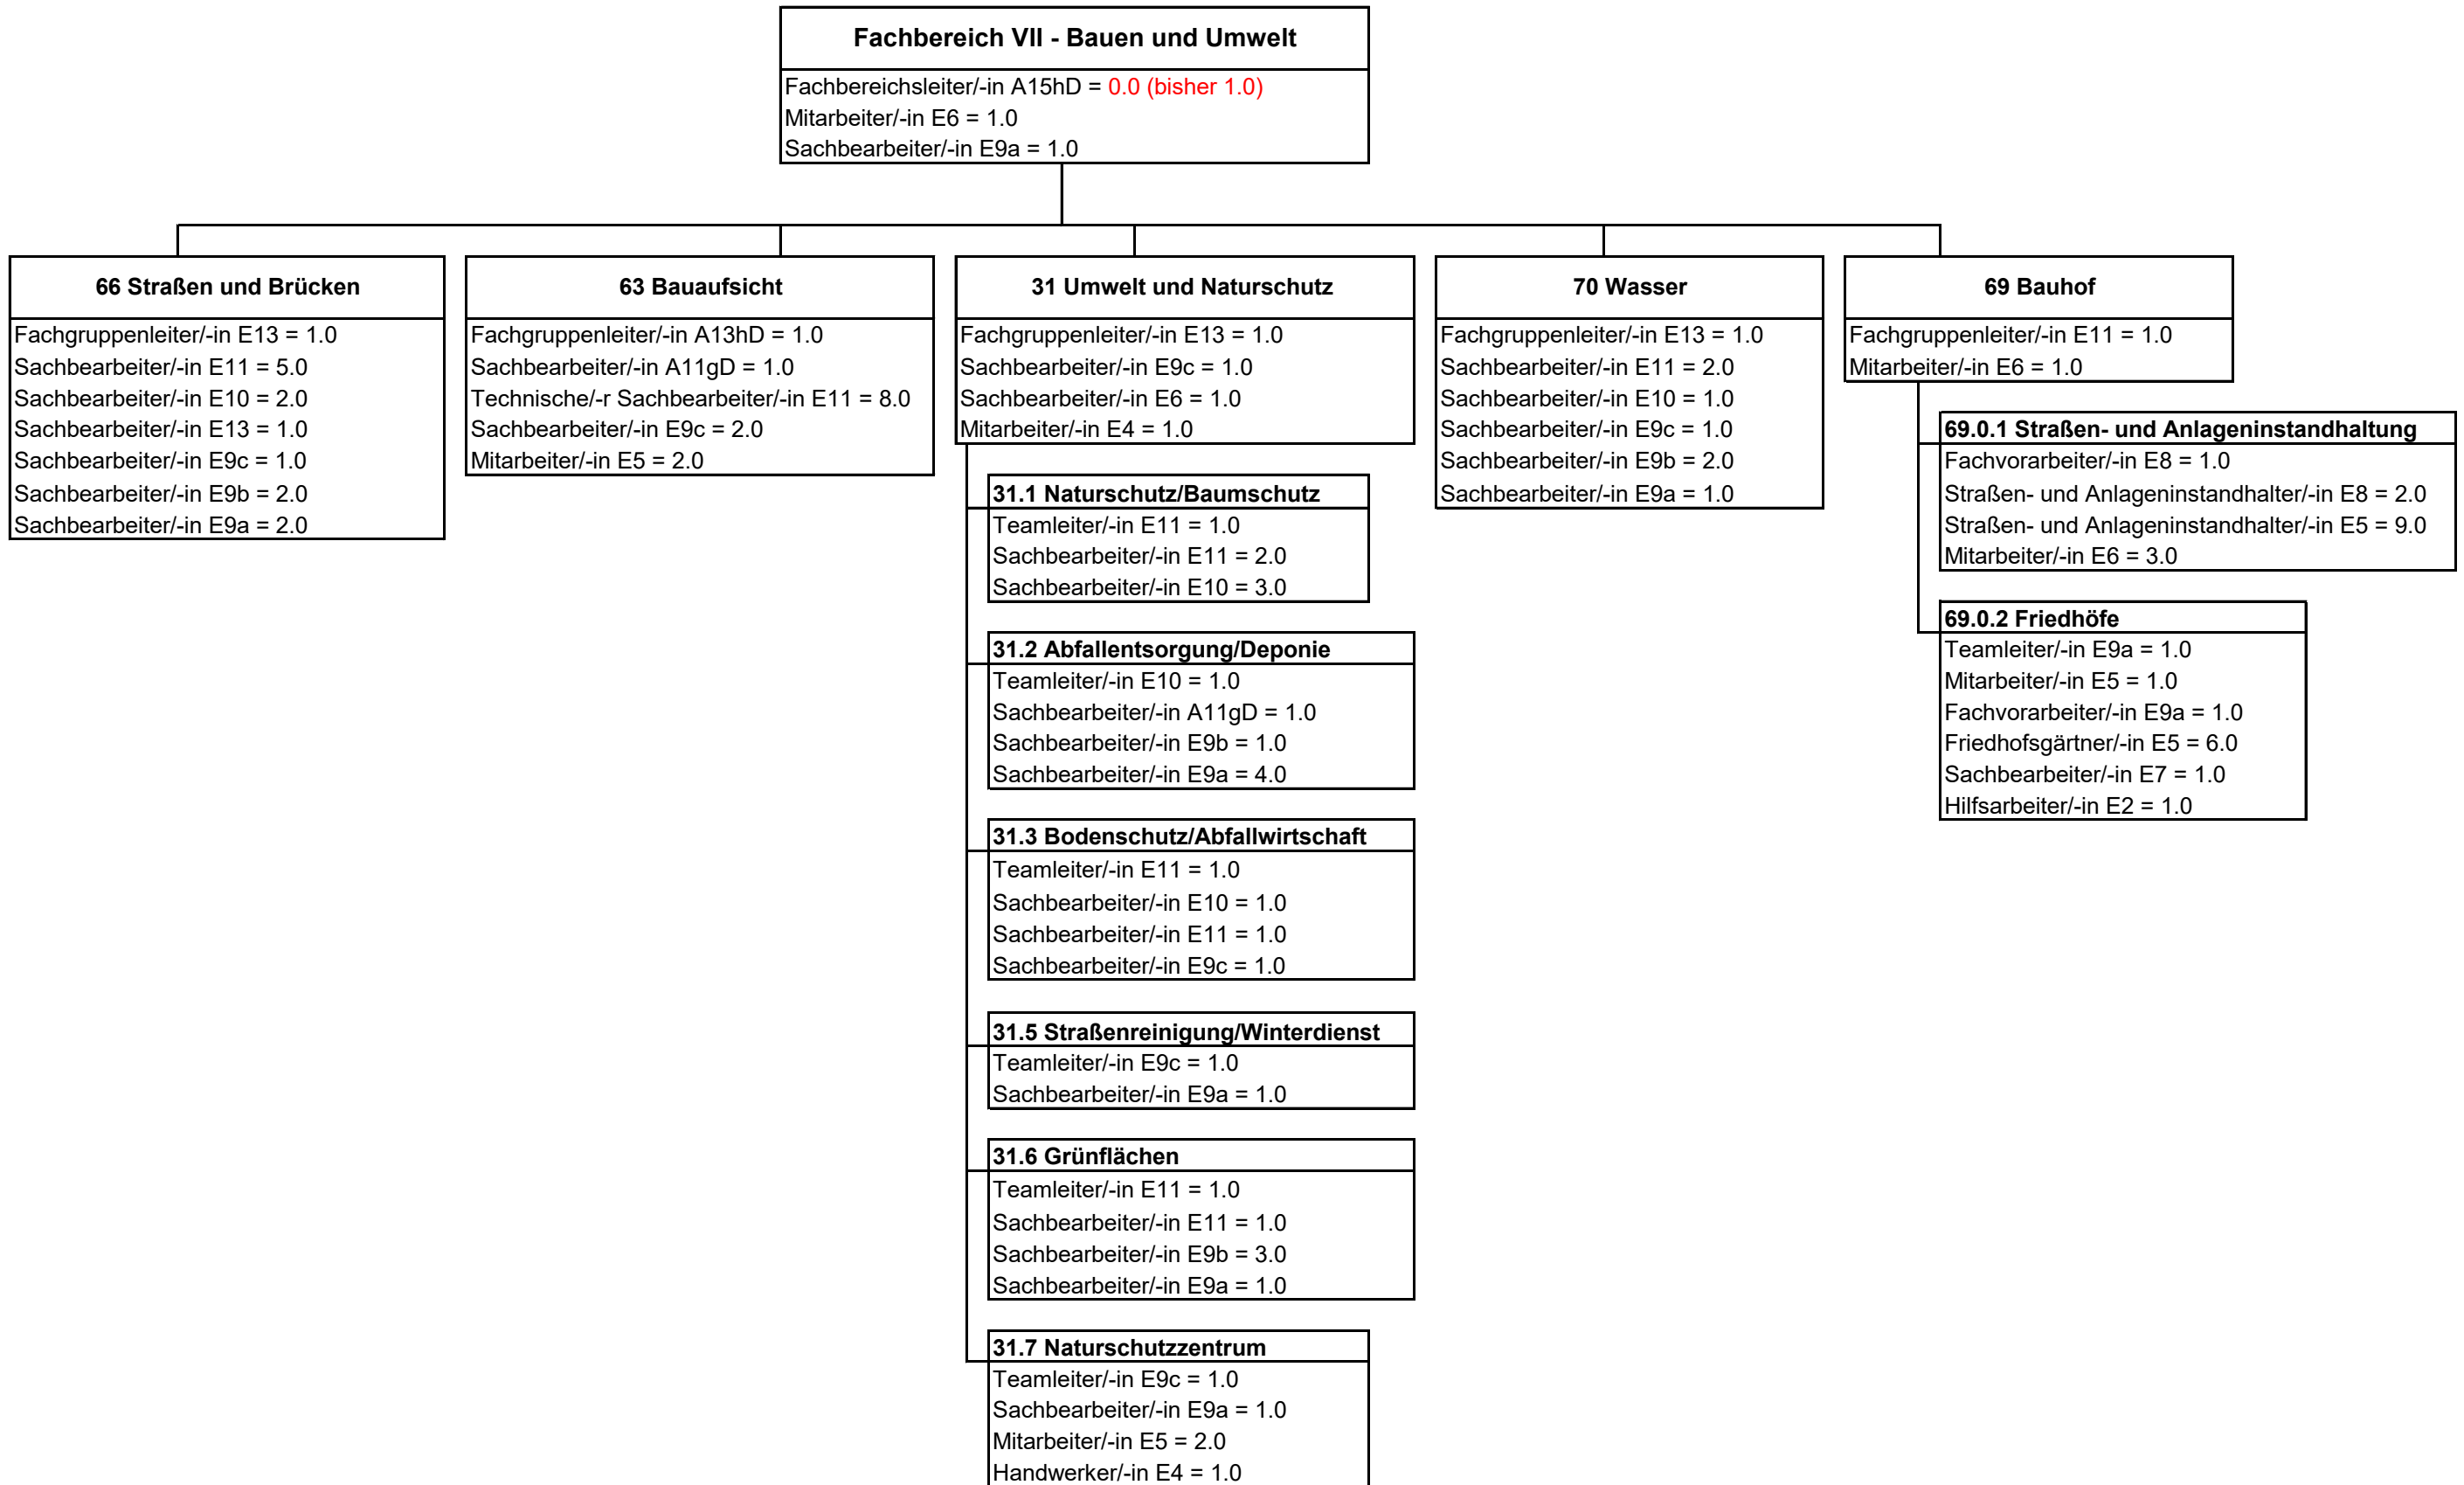 Fachbereich VII - Bauen und Umwelt
Fachbereichsleiter/-in A15hD = 0.0 (bisher 1.0)
Mitarbeiter/-in E6 = 1.0
Sachbearbeiter/-in E9a = 1.0
66 Straßen und Brücken
Fachgruppenleiter/-in E13 = 1.0
Sachbearbeiter/-in E11 = 5.0
Sachbearbeiter/-in E10 = 2.0
Sachbearbeiter/-in E13 = 1.0
Sachbearbeiter/-in E9c = 1.0
Sachbearbeiter/-in E9b = 2.0
Sachbearbeiter/-in E9a = 2.0
63 Bauaufsicht
Fachgruppenleiter/-in A13hD = 1.0
Sachbearbeiter/-in A11gD = 1.0
Technische/-r Sachbearbeiter/-in E11 = 8.0
Sachbearbeiter/-in E9c = 2.0
Mitarbeiter/-in E5 = 2.0
31 Umwelt und Naturschutz
Fachgruppenleiter/-in E13 = 1.0
Sachbearbeiter/-in E9c = 1.0
Sachbearbeiter/-in E6 = 1.0
Mitarbeiter/-in E4 = 1.0
31.1 Naturschutz/Baumschutz
Teamleiter/-in E11 = 1.0
Sachbearbeiter/-in E11 = 2.0
Sachbearbeiter/-in E10 = 3.0
31.2 Abfallentsorgung/Deponie
Teamleiter/-in E10 = 1.0
Sachbearbeiter/-in A11gD = 1.0
Sachbearbeiter/-in E9b = 1.0
Sachbearbeiter/-in E9a = 4.0
31.3 Bodenschutz/Abfallwirtschaft
Teamleiter/-in E11 = 1.0
Sachbearbeiter/-in E10 = 1.0
Sachbearbeiter/-in E11 = 1.0
Sachbearbeiter/-in E9c = 1.0
31.5 Straßenreinigung/Winterdienst
Teamleiter/-in E9c = 1.0
Sachbearbeiter/-in E9a = 1.0
31.6 Grünflächen
Teamleiter/-in E11 = 1.0
Sachbearbeiter/-in E11 = 1.0
Sachbearbeiter/-in E9b = 3.0
Sachbearbeiter/-in E9a = 1.0
31.7 Naturschutzzentrum
Teamleiter/-in E9c = 1.0
Sachbearbeiter/-in E9a = 1.0
Mitarbeiter/-in E5 = 2.0
Handwerker/-in E4 = 1.0
70 Wasser
Fachgruppenleiter/-in E13 = 1.0
Sachbearbeiter/-in E11 = 2.0
Sachbearbeiter/-in E10 = 1.0
Sachbearbeiter/-in E9c = 1.0
Sachbearbeiter/-in E9b = 2.0
Sachbearbeiter/-in E9a = 1.0
69 Bauhof
Fachgruppenleiter/-in E11 = 1.0
Mitarbeiter/-in E6 = 1.0
69.0.1 Straßen- und Anlageninstandhaltung
Fachvorarbeiter/-in E8 = 1.0
Straßen- und Anlageninstandhalter/-in E8 = 2.0
Straßen- und Anlageninstandhalter/-in E5 = 9.0
Mitarbeiter/-in E6 = 3.0
69.0.2 Friedhöfe
Teamleiter/-in E9a = 1.0
Mitarbeiter/-in E5 = 1.0
Fachvorarbeiter/-in E9a = 1.0
Friedhofsgärtner/-in E5 = 6.0
Sachbearbeiter/-in E7 = 1.0
Hilfsarbeiter/-in E2 = 1.0